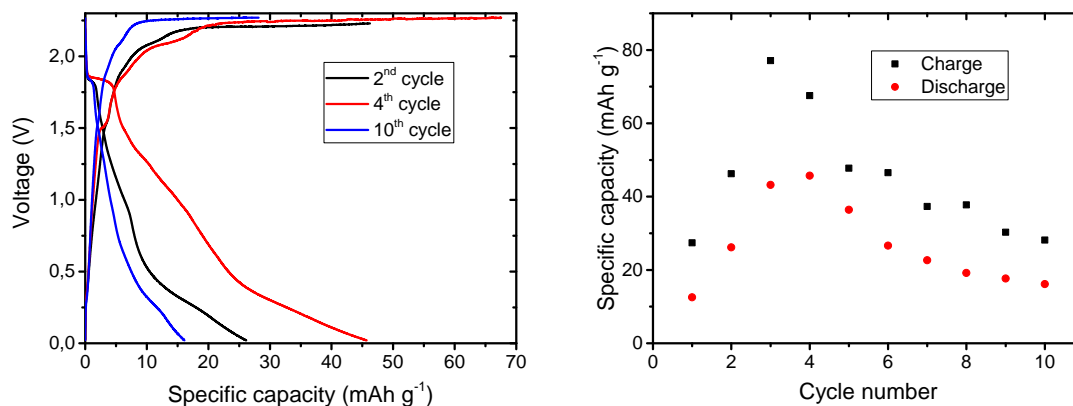 2,0
1,5
1,0
0,5
0,0
Voltage (V)
2nd cycle
4th cycle
10th cycle
0 10 20 30 40 50 60 70
Specific capacity (mAh g-1)
80
60
40
20
0
Specific capacity (mAh g-1)
Charge
Discharge
0 2 4 6 8 10
Cycle number